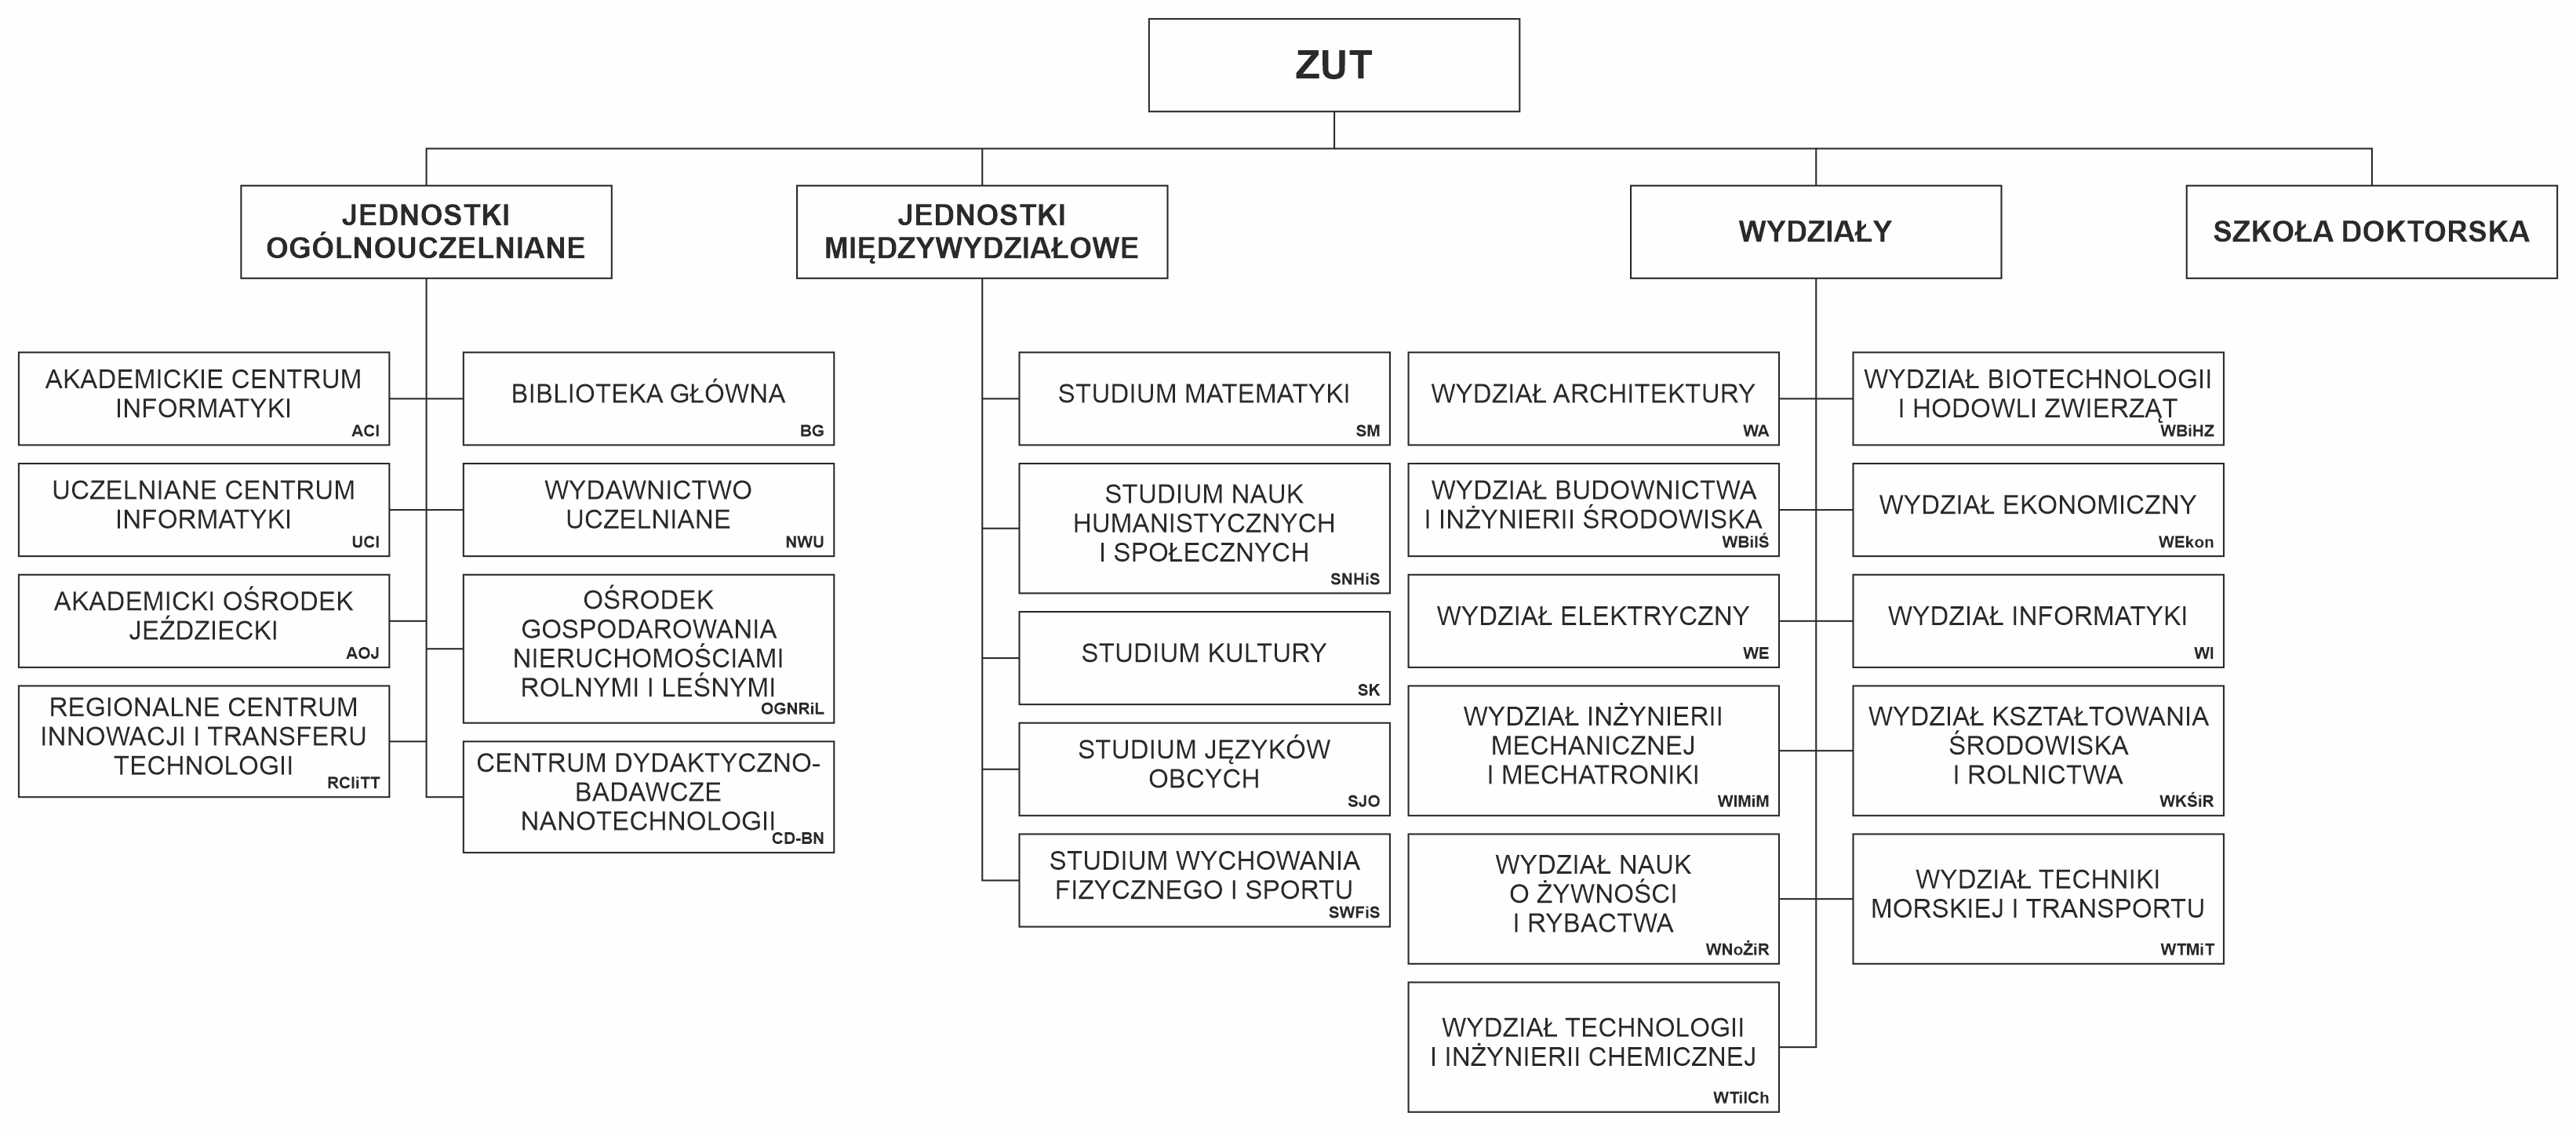 ZUT
JEDNOSTKI
OGÓLNOUCZELNIANE
AKADEMICKIE CENTRUM
INFORMATYKI
ACI
UCZELNIANE CENTRUM
INFORMATYKI
UCI
AKADEMICKI OŚRODEK
JEŹDZIECKI
AOJ
REGIONALNE CENTRUM
INNOWACJI I TRANSFERU
TECHNOLOGII
RCIiTT
BIBLIOTEKA GŁÓWNA
BG
WYDAWNICTWO
UCZELNIANE
NWU
OŚRODEK
GOSPODAROWANIA
NIERUCHOMOŚCIAMI
ROLNYMI I LEŚNYMI
OGNRiL
CENTRUM DYDAKTYCZNO-
BADAWCZE
NANOTECHNOLOGII
CD-BN
JEDNOSTKI
MIĘDZYWYDZIAŁOWE
STUDIUM MATEMATYKI
SM
STUDIUM NAUK
HUMANISTYCZNYCH
I SPOŁECZNYCH
SNHiS
STUDIUM KULTURY
SK
STUDIUM JĘZYKÓW
OBCYCH
SJO
STUDIUM WYCHOWANIA
FIZYCZNEGO I SPORTU
SWFiS
WYDZIAŁY
WYDZIAŁ ARCHITEKTURY
WA
WYDZIAŁ BUDOWNICTWA
I INŻYNIERII ŚRODOWISKA
WBiIŚ
WYDZIAŁ ELEKTRYCZNY
WE
WYDZIAŁ INŻYNIERII
MECHANICZNEJ
I MECHATRONIKI
WIMiM
WYDZIAŁ NAUK
O ŻYWNOŚCI
I RYBACTWA
WNoŻiR
WYDZIAŁ TECHNOLOGII
I INŻYNIERII CHEMICZNEJ
WTiICh
WYDZIAŁ BIOTECHNOLOGII
I HODOWLI ZWIERZĄT
WBiHZ
WYDZIAŁ EKONOMICZNY
WEkon
WYDZIAŁ INFORMATYKI
WI
WYDZIAŁ KSZTAŁTOWANIA
ŚRODOWISKA
I ROLNICTWA
WKŚiR
WYDZIAŁ TECHNIKI
MORSKIEJ I TRANSPORTU
WTMiT
SZKOŁA DOKTORSKA